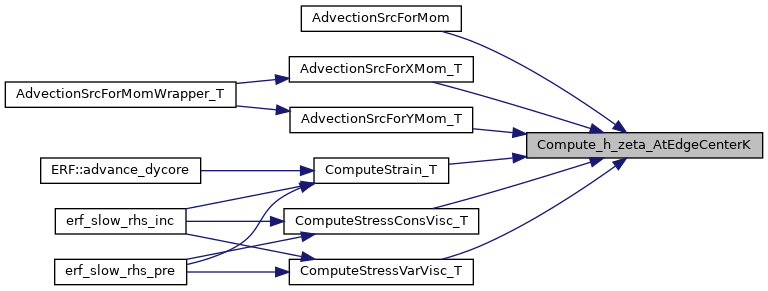 AdvectionSrcForMom
AdvectionSrcForXMom_T
AdvectionSrcForMomWrapper_T
AdvectionSrcForYMom_T
Compute_h_zeta_AtEdgeCenterK
ERF::advance_dycore
ComputeStrain_T
erf_slow_rhs_inc
ComputeStressConsVisc_T
erf_slow_rhs_pre
ComputeStressVarVisc_T